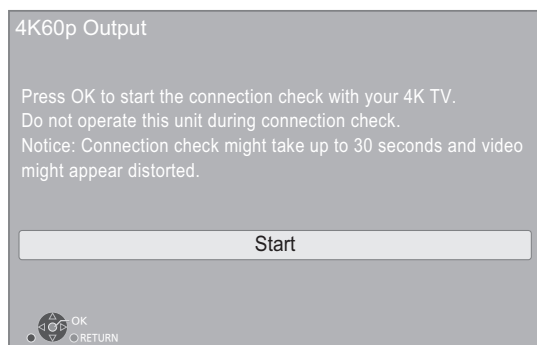 4K60p Output
Press OK to start the connection check with your 4K TV.
Do not operate this unit during connection check.
Notice: Connection check might take up to 30 seconds and video
might appear distorted.
Start
OK
RETURN